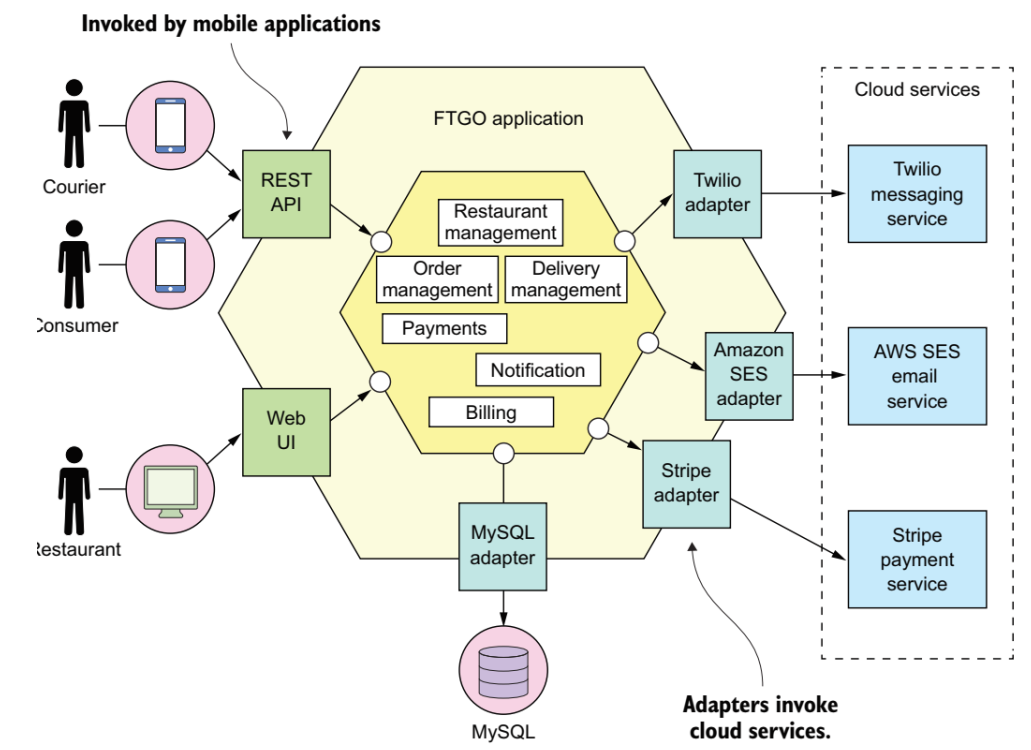 Invoked by mobile applications
Courier
Consumer
Restaurant
REST
API
Web
UI
FTGO application
Restaurant
management
Order
management
Delivery
management
Payments
Notification
Billing
Twilio
adapter
Amazon
SES
adapter
Stripe
adapter
MySQL
adapter
MySQL
Cloud services
Twilio
messaging
service
AWS SES
email
service
Stripe
payment
service
Adapters invoke
cloud services.